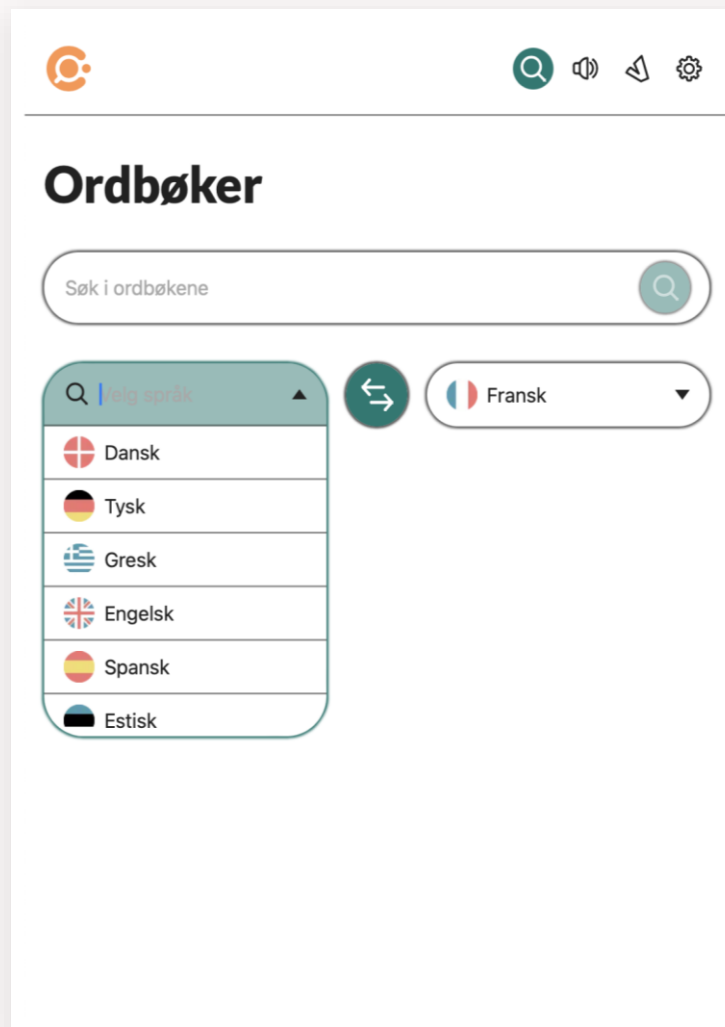 Ordbøker
Søk i ordbøkene
Velg språk
Fransk
Dansk
Tysk
Gresk
Engelsk
Spansk
Estisk